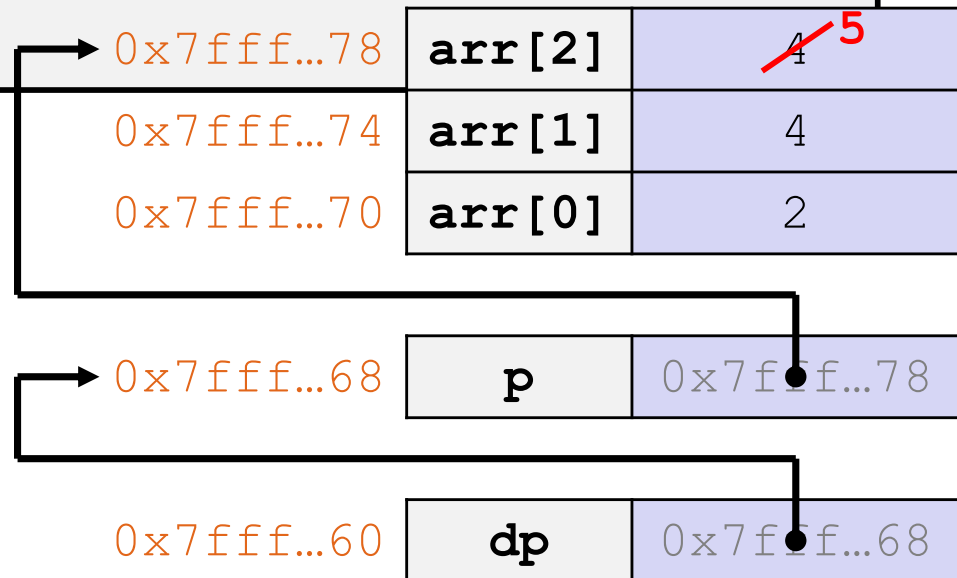 0x7fff…78 arr[2] 4 5
0x7fff…74 arr[1] 4
0x7fff…70 arr[0] 2
0x7fff…68 p 0x7fff…78
0x7fff…60 dp 0x7fff…68